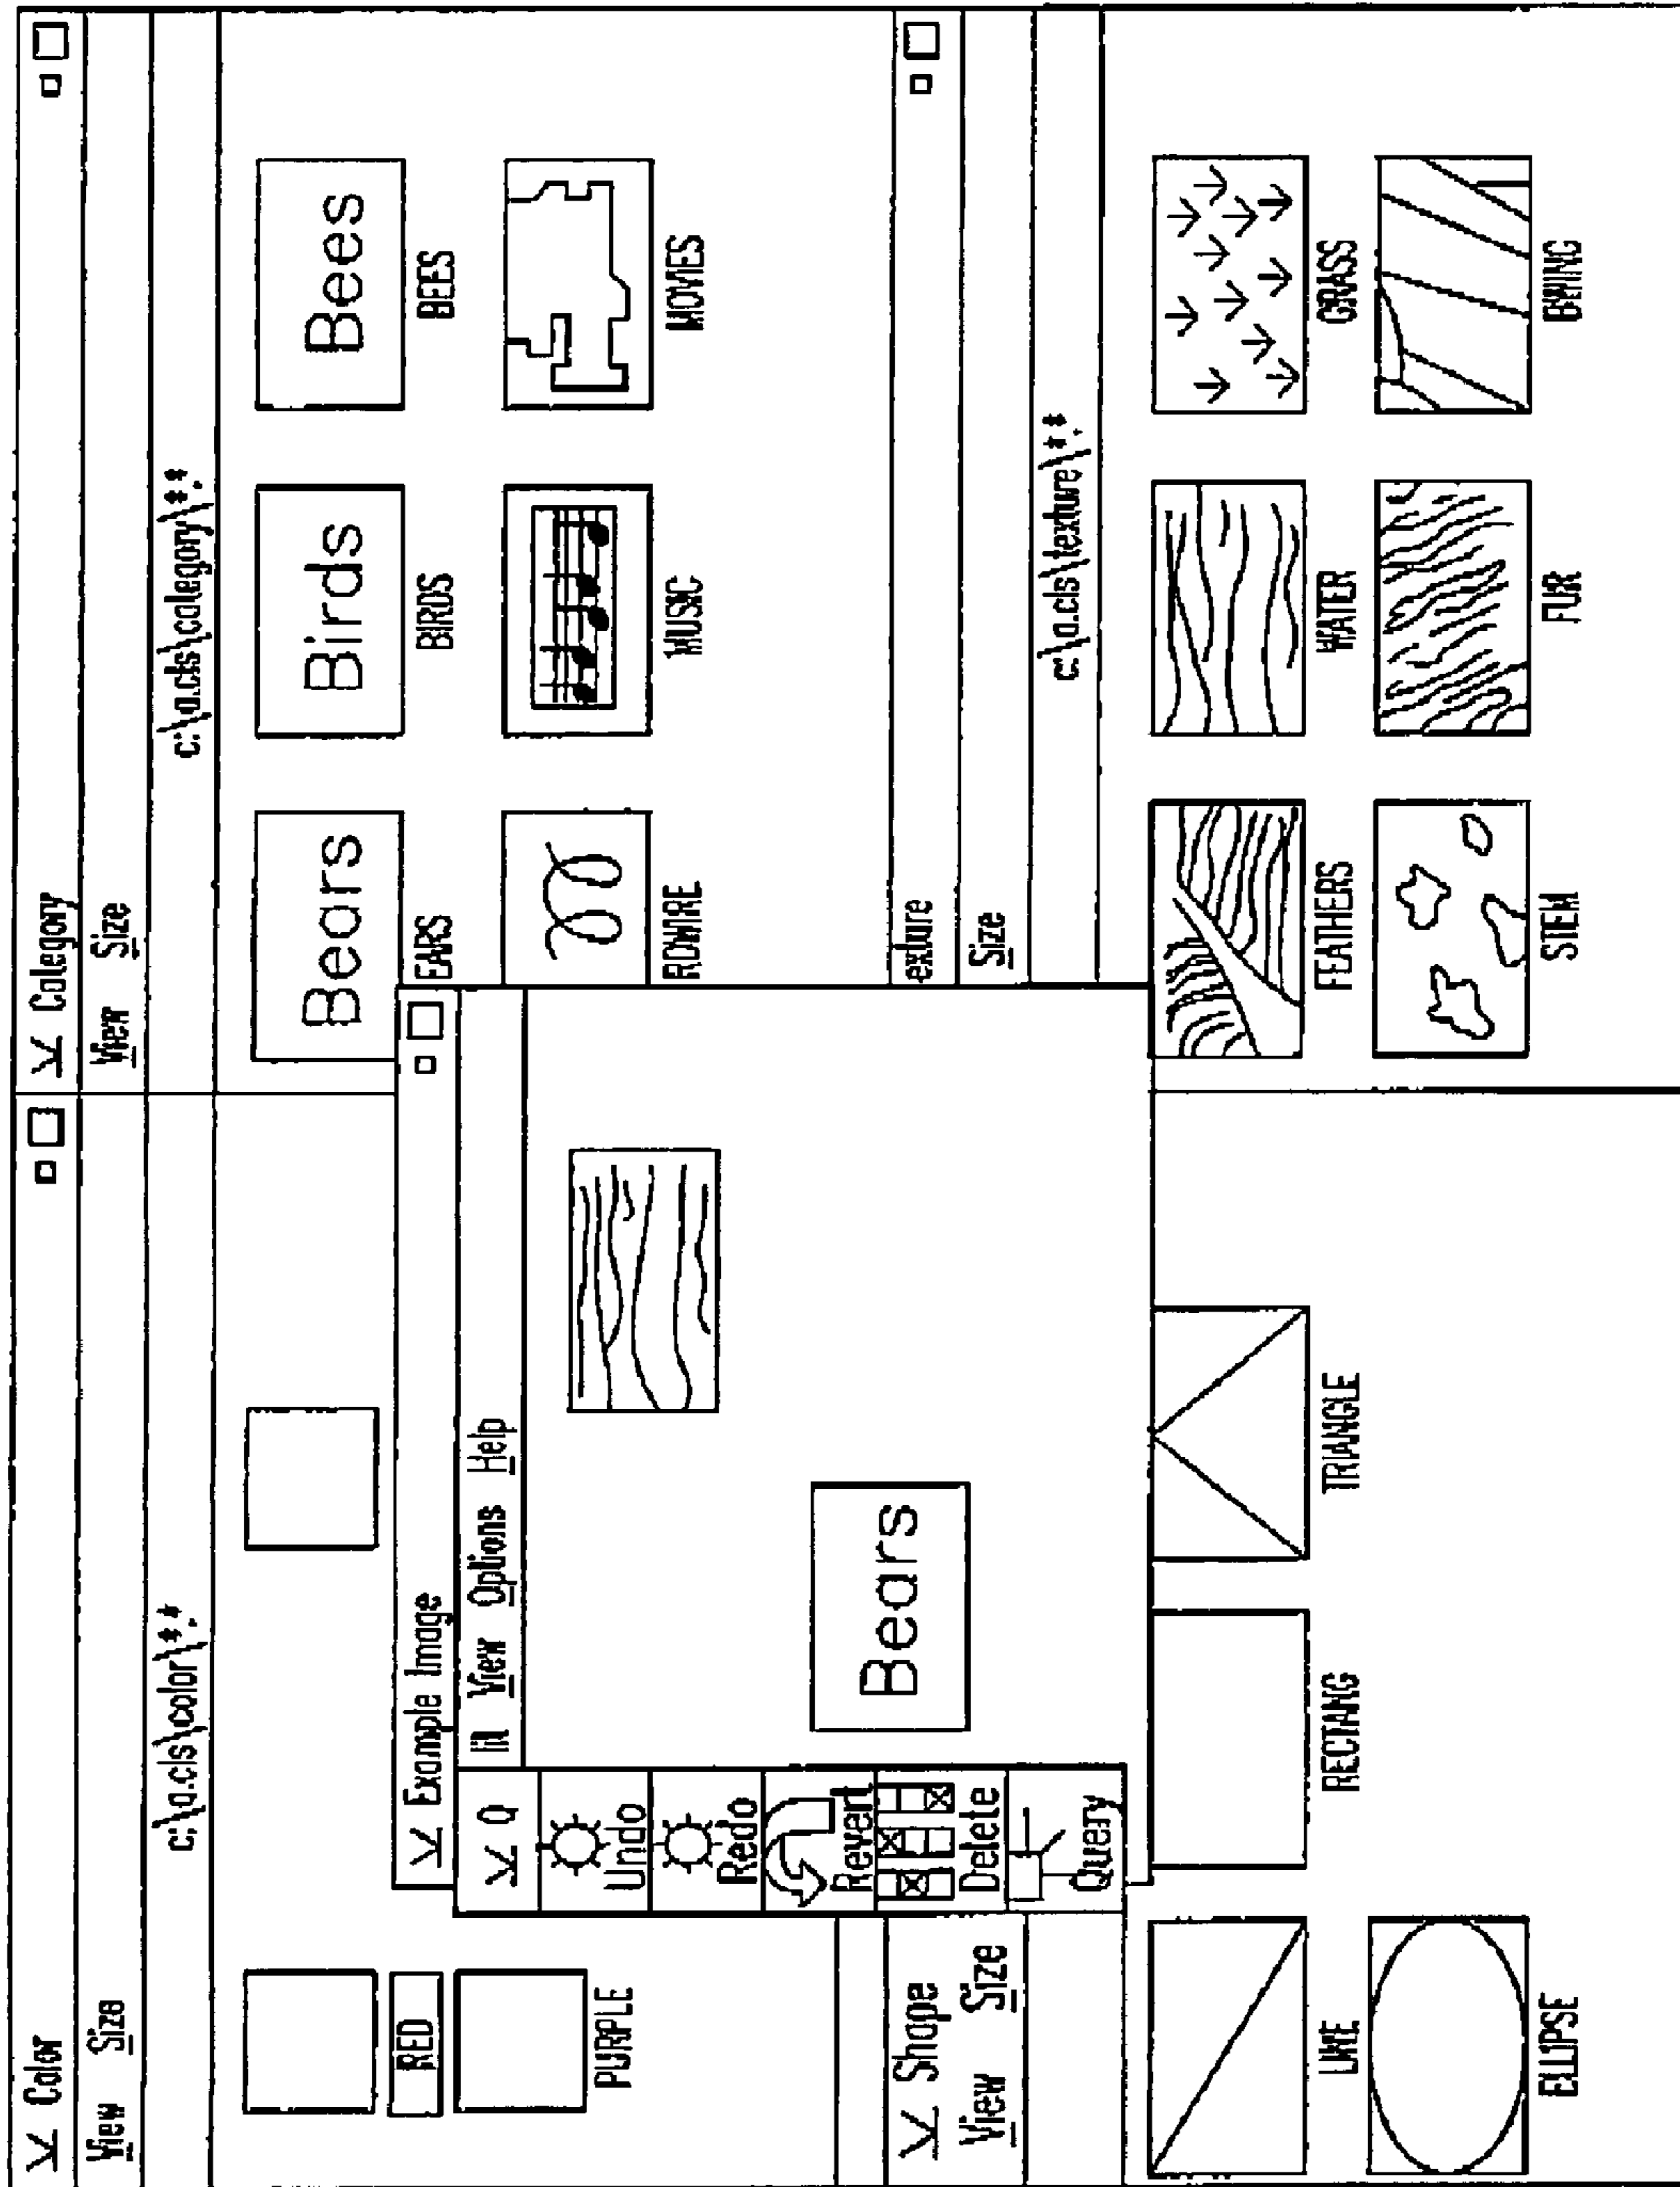 Color
View Size
c:\a.cls\color\*.*
RED
PURPLE
Category
View Size
c:\a.cls\category\*.*
Bears
Birds
Bees
EARS
BIRDS
BEES
MUSIC
MOVIES
Example Image
View Options Help
Q
Undo
Redo
Revert
Delete
Query
Bears
Shape
View Size
LINE
RECTANG
TRIANGLE
ELLIPSE
exture
Size
c:\a.cls\texture\*.*
FEATHERS
WATER
GRASS
STEM
FUR